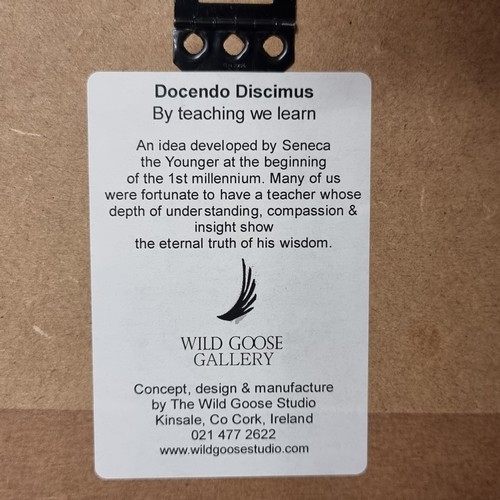 Docendo Discimus
By teaching we learn
An idea developed by Seneca
the Younger at the beginning
of the 1st millennium. Many of us
were fortunate to have a teacher whose
depth of understanding, compassion &
insight show
the eternal truth of his wisdom.
WILD GOOSE
GALLERY
Concept, design & manufacture
by The Wild Goose Studio
Kinsale, Co Cork, Ireland
021 477 2622
www.wildgoosestudio.com